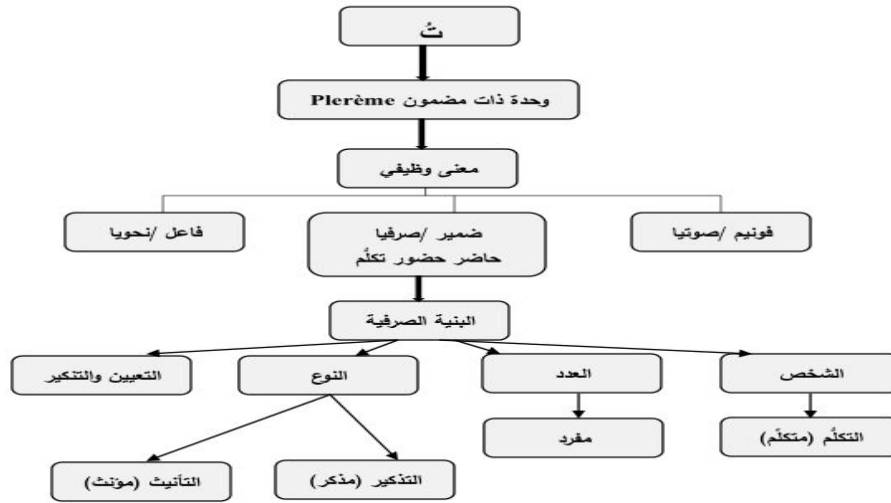 تُ
وحدة ذات مضمون Plerème
معنى وظيفي
فونيم /صوتيا
ضمير /صرفيا
حاضر حضور تكلُّم
فاعل /نحويا
البنية الصرفية
الشخص
العدد
النوع
التعيين والتنكير
التكلُّم (متكلّم)
مفرد
التذكير (مذكر)
التأنيث (مؤنث)